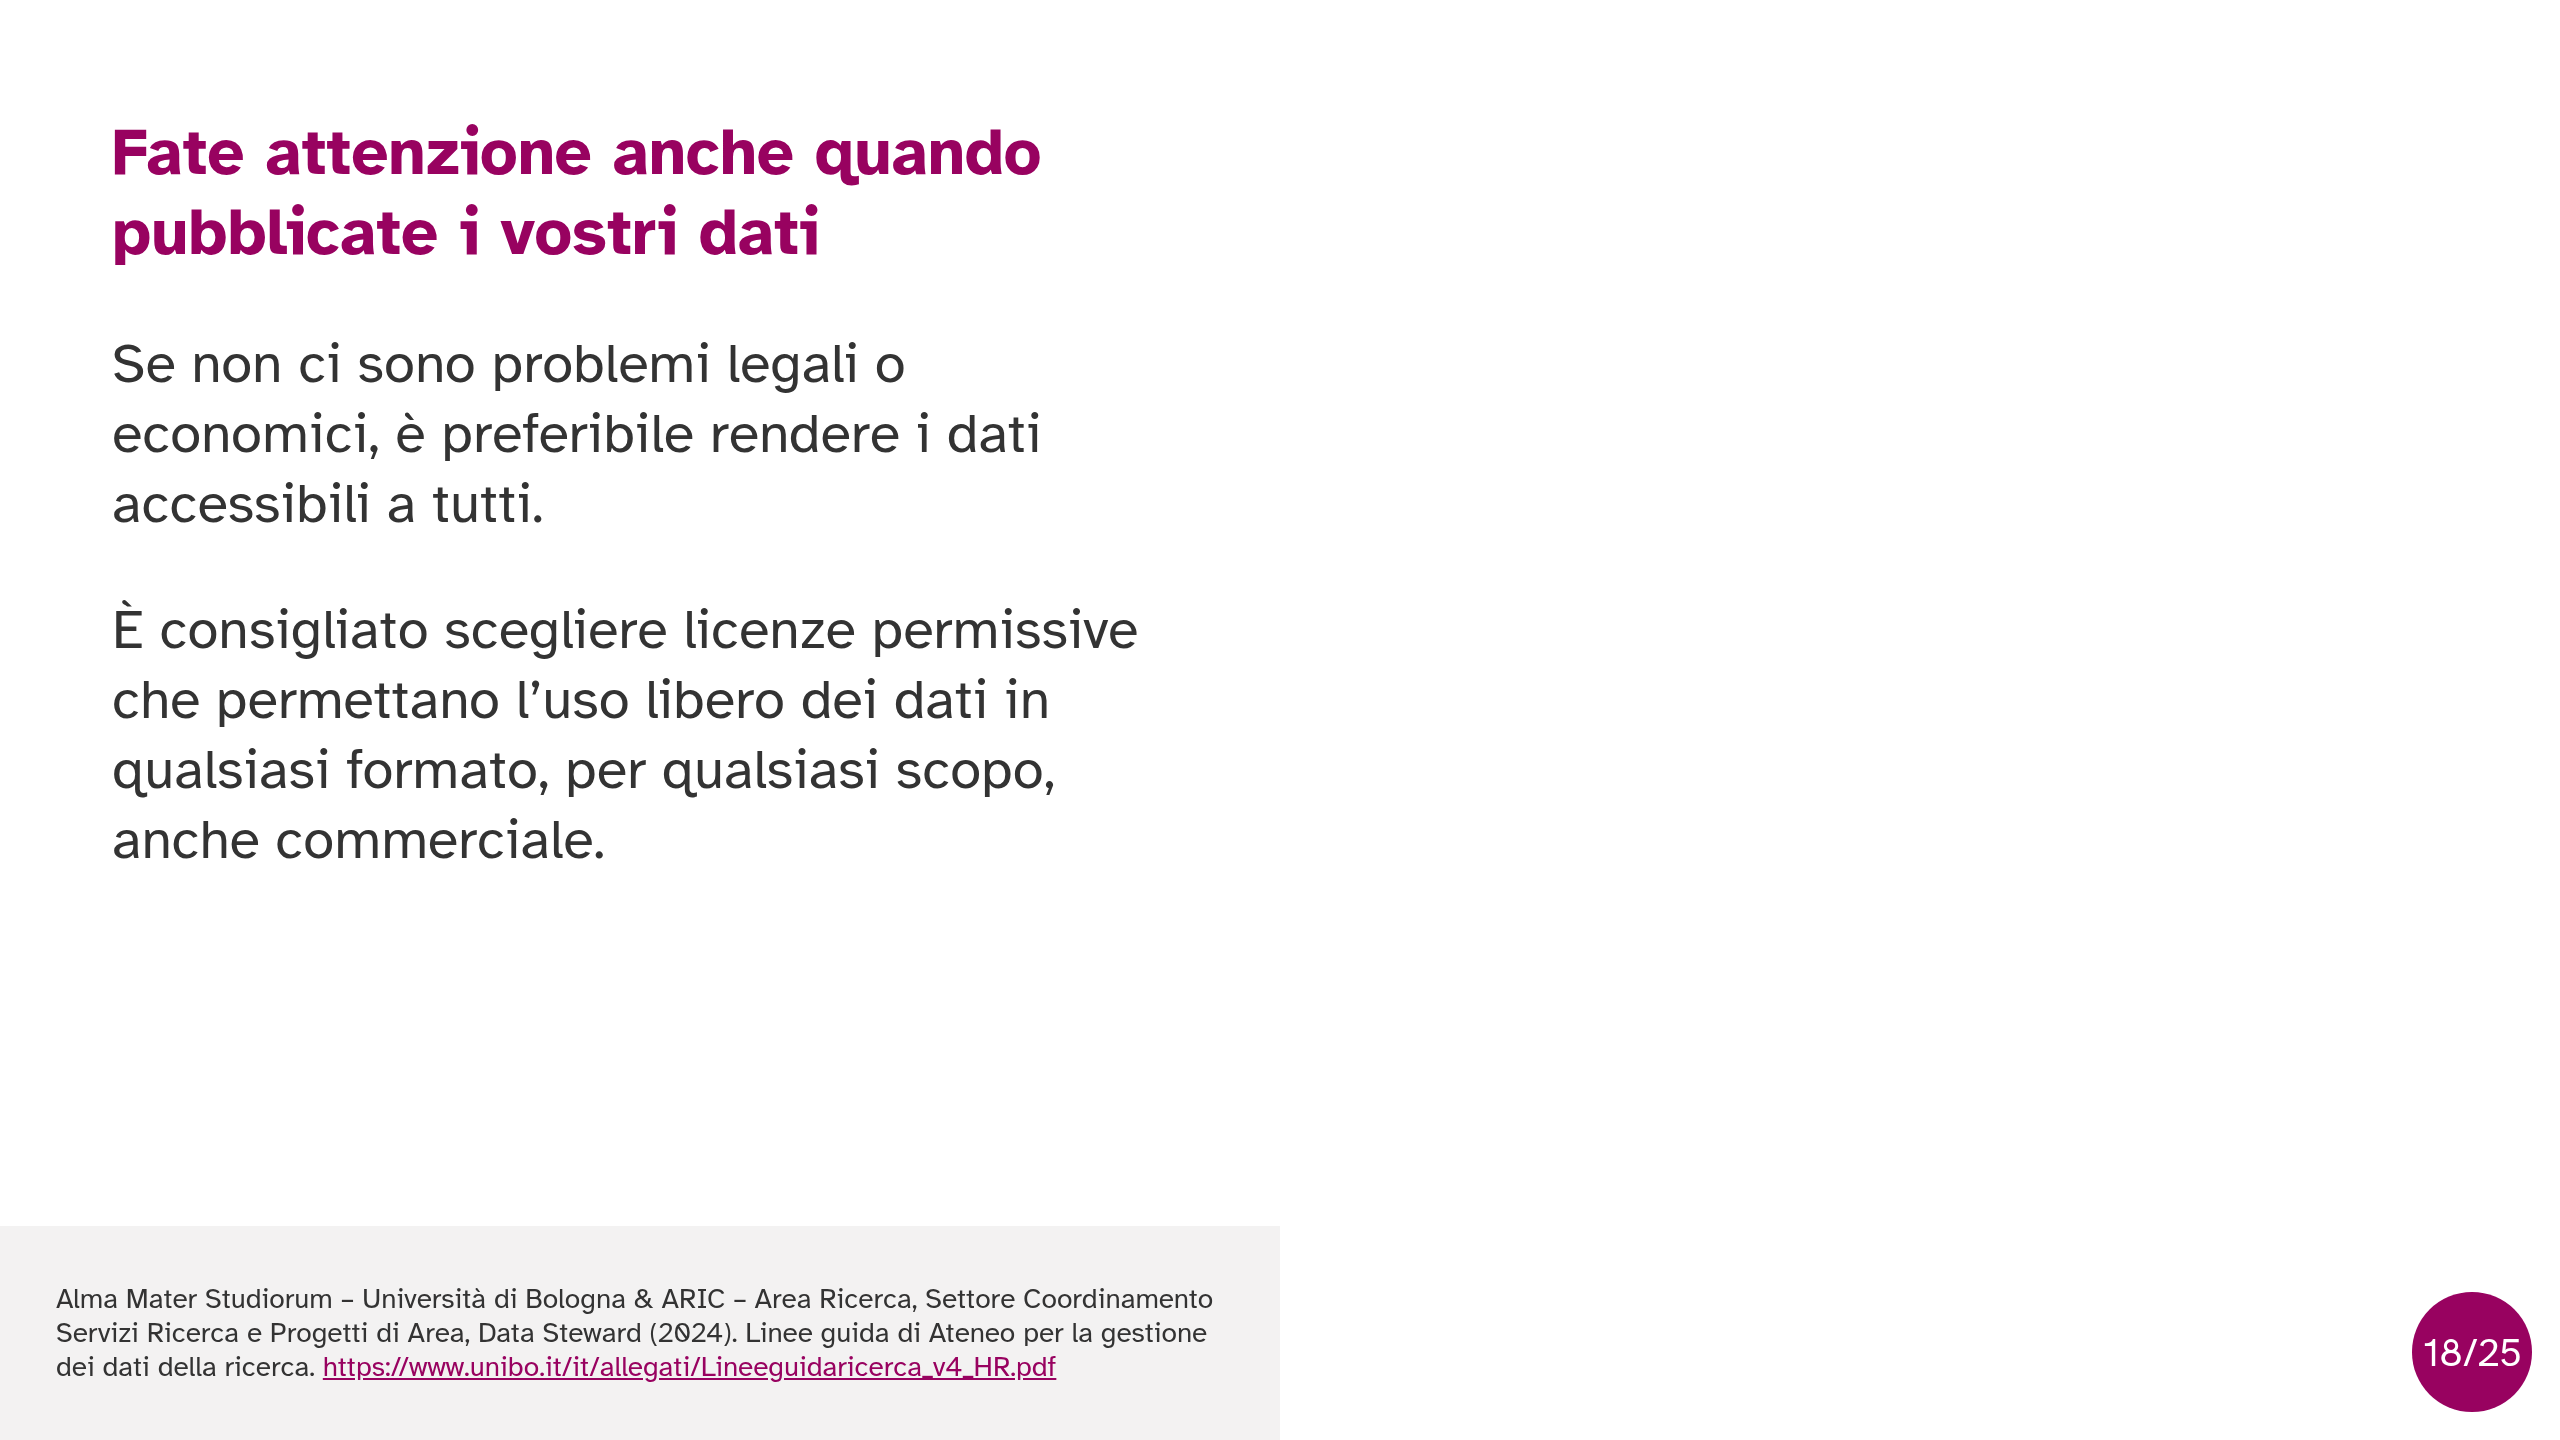 Fate attenzione anche quando
pubblicate i vostri dati
Se non ci sono problemi legali o
economici, è preferibile rendere i dati
accessibili a tutti.
È consigliato scegliere licenze permissive
che permettano l’uso libero dei dati in
qualsiasi formato, per qualsiasi scopo,
anche commerciale.
Alma Mater Studiorum – Università di Bologna & ARIC – Area Ricerca, Settore Coordinamento
Servizi Ricerca e Progetti di Area, Data Steward (2024). Linee guida di Ateneo per la gestione
dei dati della ricerca. https://www.unibo.it/it/allegati/Lineeguidaricerca_v4_HR.pdf
18/25